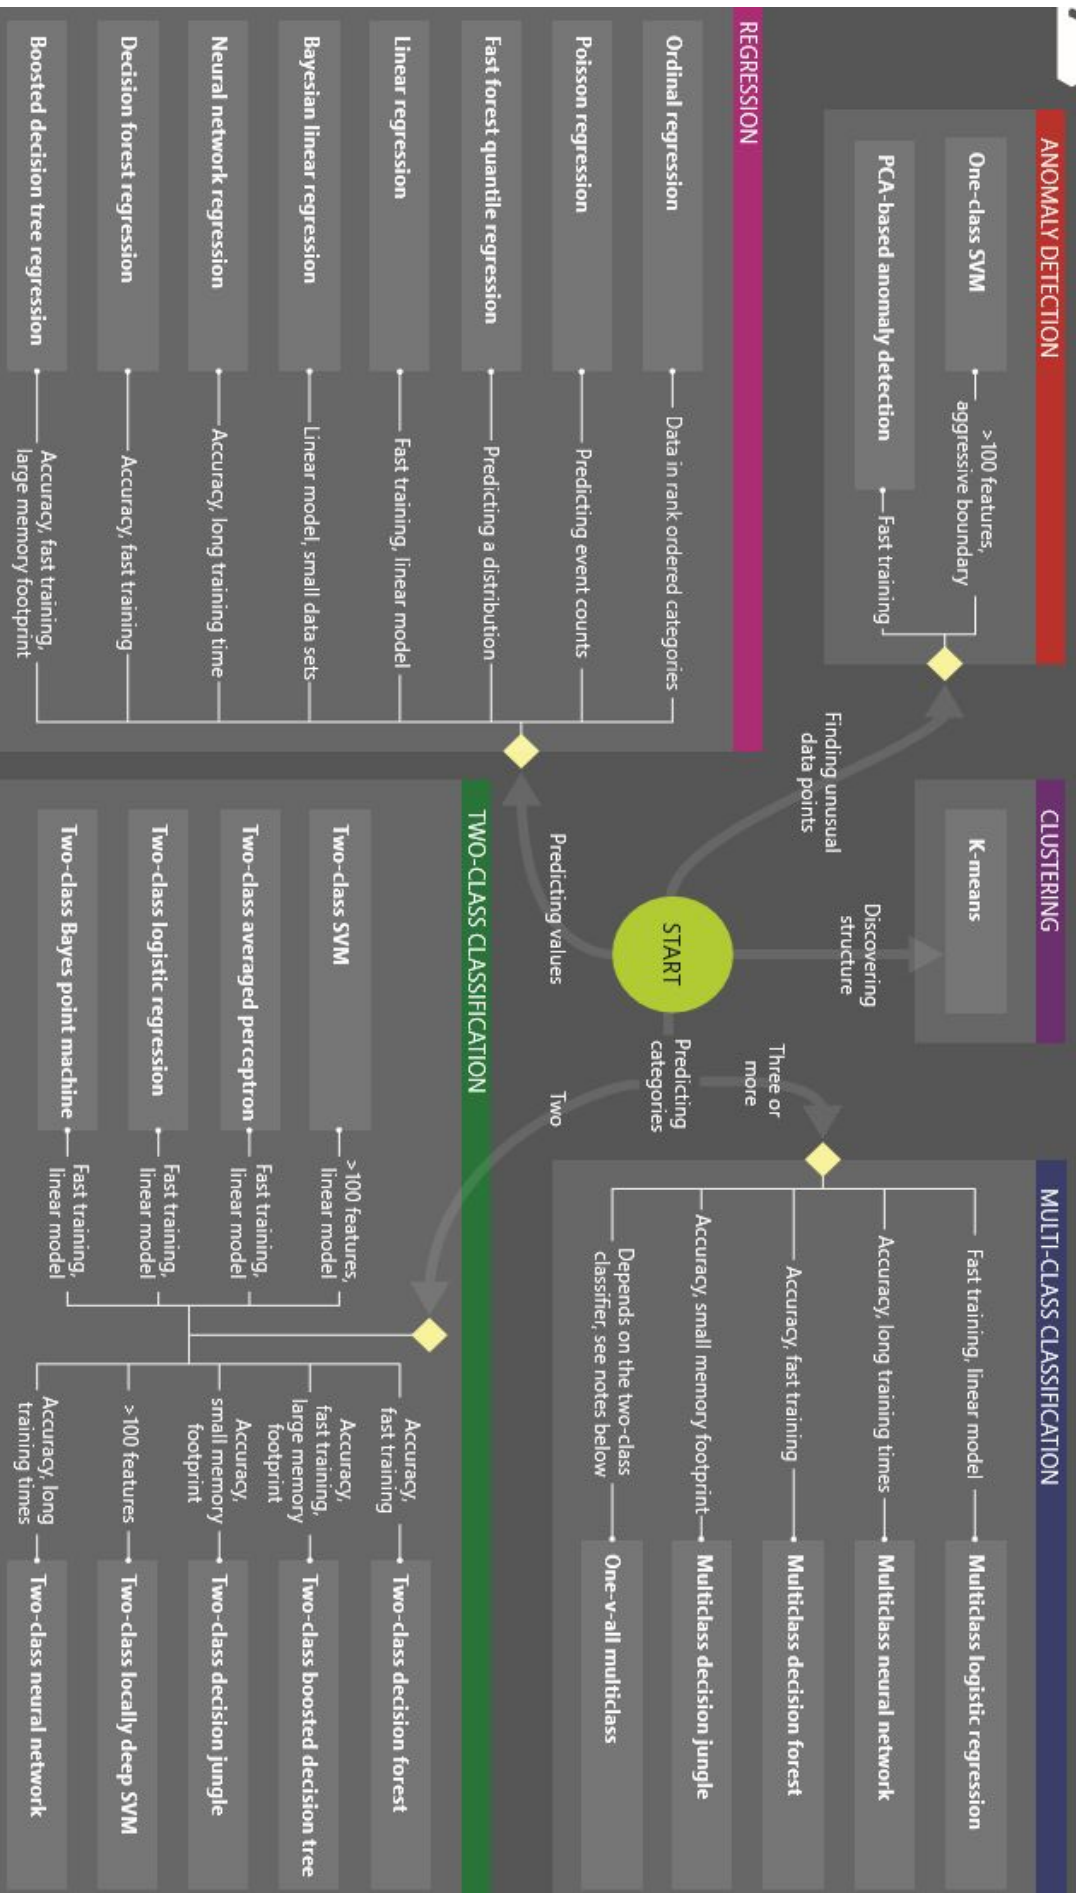 ANOMALY DETECTION
One-class SVM
>100 features,
aggressive boundary
PCA-based anomaly detection
Fast training
CLUSTERING
K-means
MULTI-CLASS CLASSIFICATION
Fast training, linear model
Multiclass logistic regression
Accuracy, long training times
Multiclass neural network
Accuracy, fast training
Multiclass decision forest
Accuracy, small memory footprint
Multiclass decision jungle
Depends on the two-class
classifier, see notes below
One-v-all multiclass
Finding unusual
data points
Discovering
structure
START
Three or
more
Predicting
categories
Predicting values
Two
REGRESSION
Ordinal regression
Data in rank ordered categories
Poisson regression
Predicting event counts
Fast forest quantile regression
Predicting a distribution
Linear regression
Fast training, linear model
Bayesian linear regression
Linear model, small data sets
Neural network regression
Accuracy, long training time
Decision forest regression
Accuracy, fast training
Boosted decision tree regression
Accuracy, fast training,
large memory footprint
TWO-CLASS CLASSIFICATION
Two-class SVM
>100 features,
linear model
Two-class averaged perceptron
Fast training,
linear model
Two-class logistic regression
Fast training,
linear model
Two-class Bayes point machine
Fast training,
linear model
Accuracy,
fast training
Two-class decision forest
Accuracy,
fast training,
large memory
footprint
Two-class boosted decision tree
Accuracy,
small memory
footprint
Two-class decision jungle
>100 features
Two-class locally deep SVM
Accuracy, long
training times
Two-class neural network